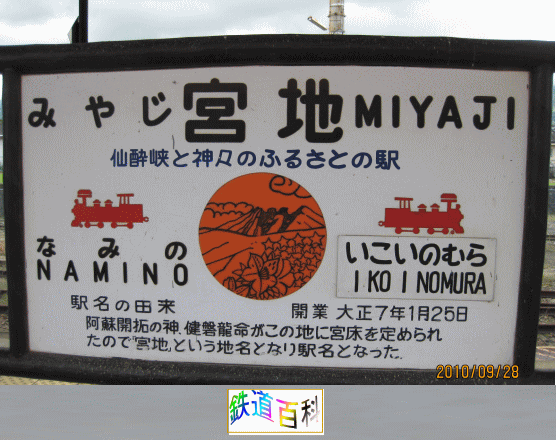 みやじ 宮地 MIYAJI
仙酔峡と神々のふるさとの駅
なみの
NAMINO
いこいのむら
IKOINOMURA
駅名の由来
開業 大正7年1月25日
阿蘇開拓の神、健磐龍命がこの地に宮床を定められ
たので"宮地"という地名となり駅名となった.
2010/09/28
鉄道百科